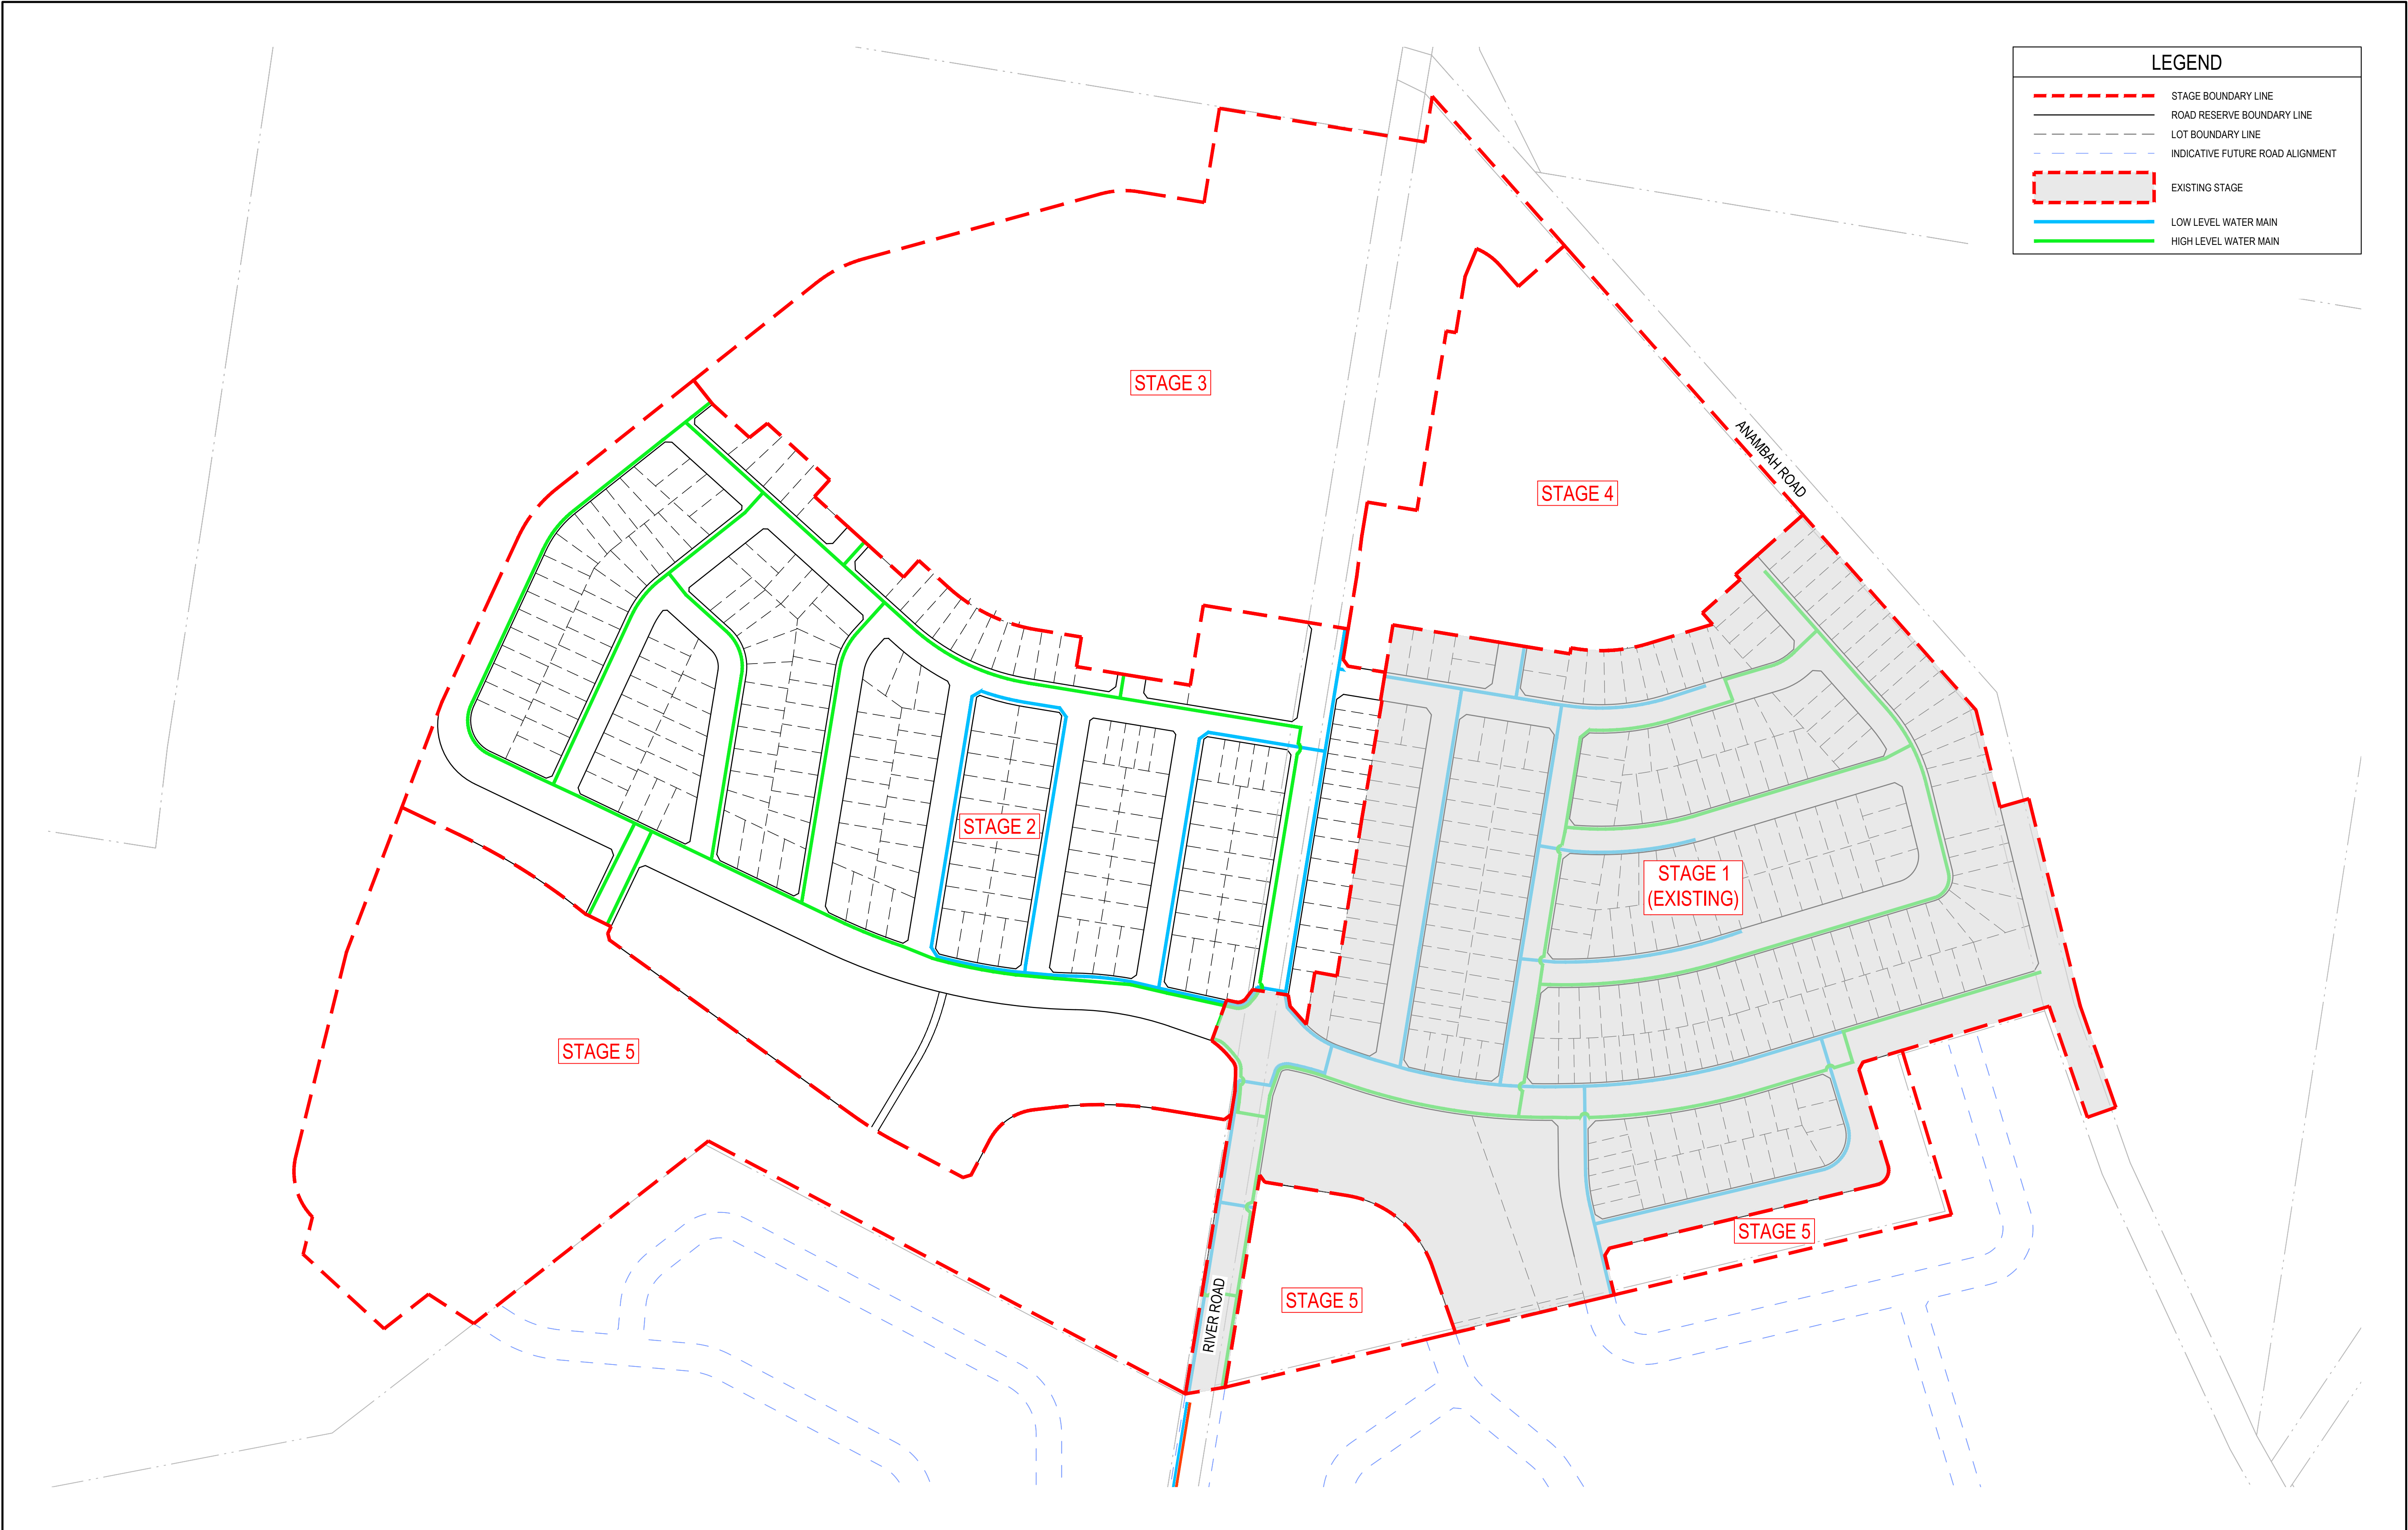 LEGEND
STAGE BOUNDARY LINE
ROAD RESERVE BOUNDARY LINE
LOT BOUNDARY LINE
INDICATIVE FUTURE ROAD ALIGNMENT
EXISTING STAGE
LOW LEVEL WATER MAIN
HIGH LEVEL WATER MAIN
STAGE 3
ANAMBAH ROAD
STAGE 4
STAGE 2
STAGE 1
(EXISTING)
STAGE 5
STAGE 5
STAGE 5
RIVER ROAD